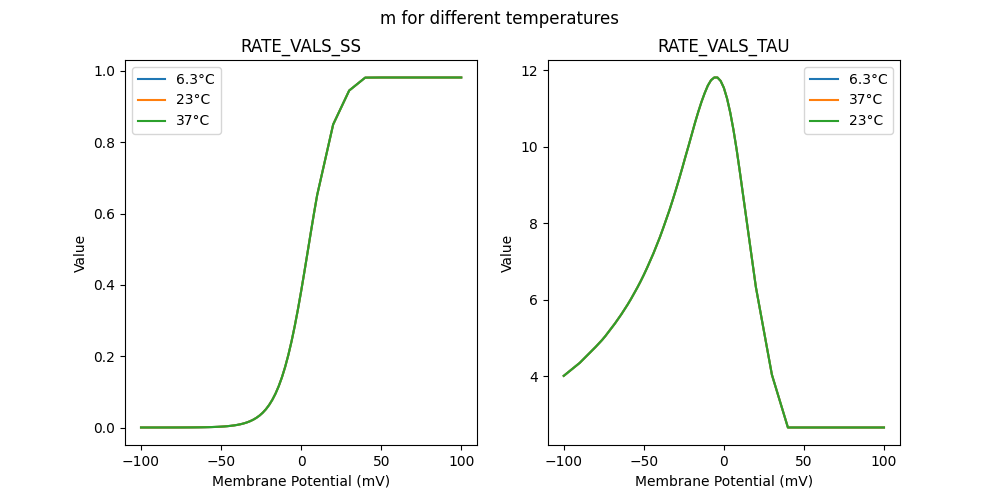 m for different temperatures
RATE_VALS_SS
1.0
0.8
0.6
0.4
0.2
0.0
Value
6.3°C
23°C
37°C
−100
−50
0
50
100
Membrane Potential (mV)
RATE_VALS_TAU
12
10
8
6
4
Value
6.3°C
37°C
23°C
−100
−50
0
50
100
Membrane Potential (mV)